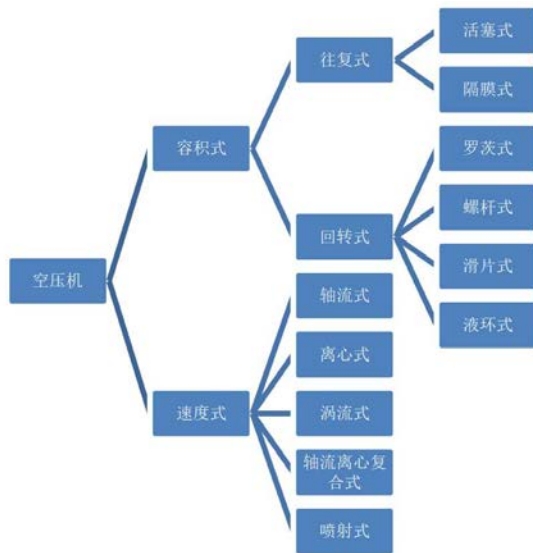 空压机
容积式
往复式
活塞式
隔膜式
回转式
罗茨式
螺杆式
滑片式
液环式
速度式
轴流式
离心式
涡流式
轴流离心复
合式
喷射式